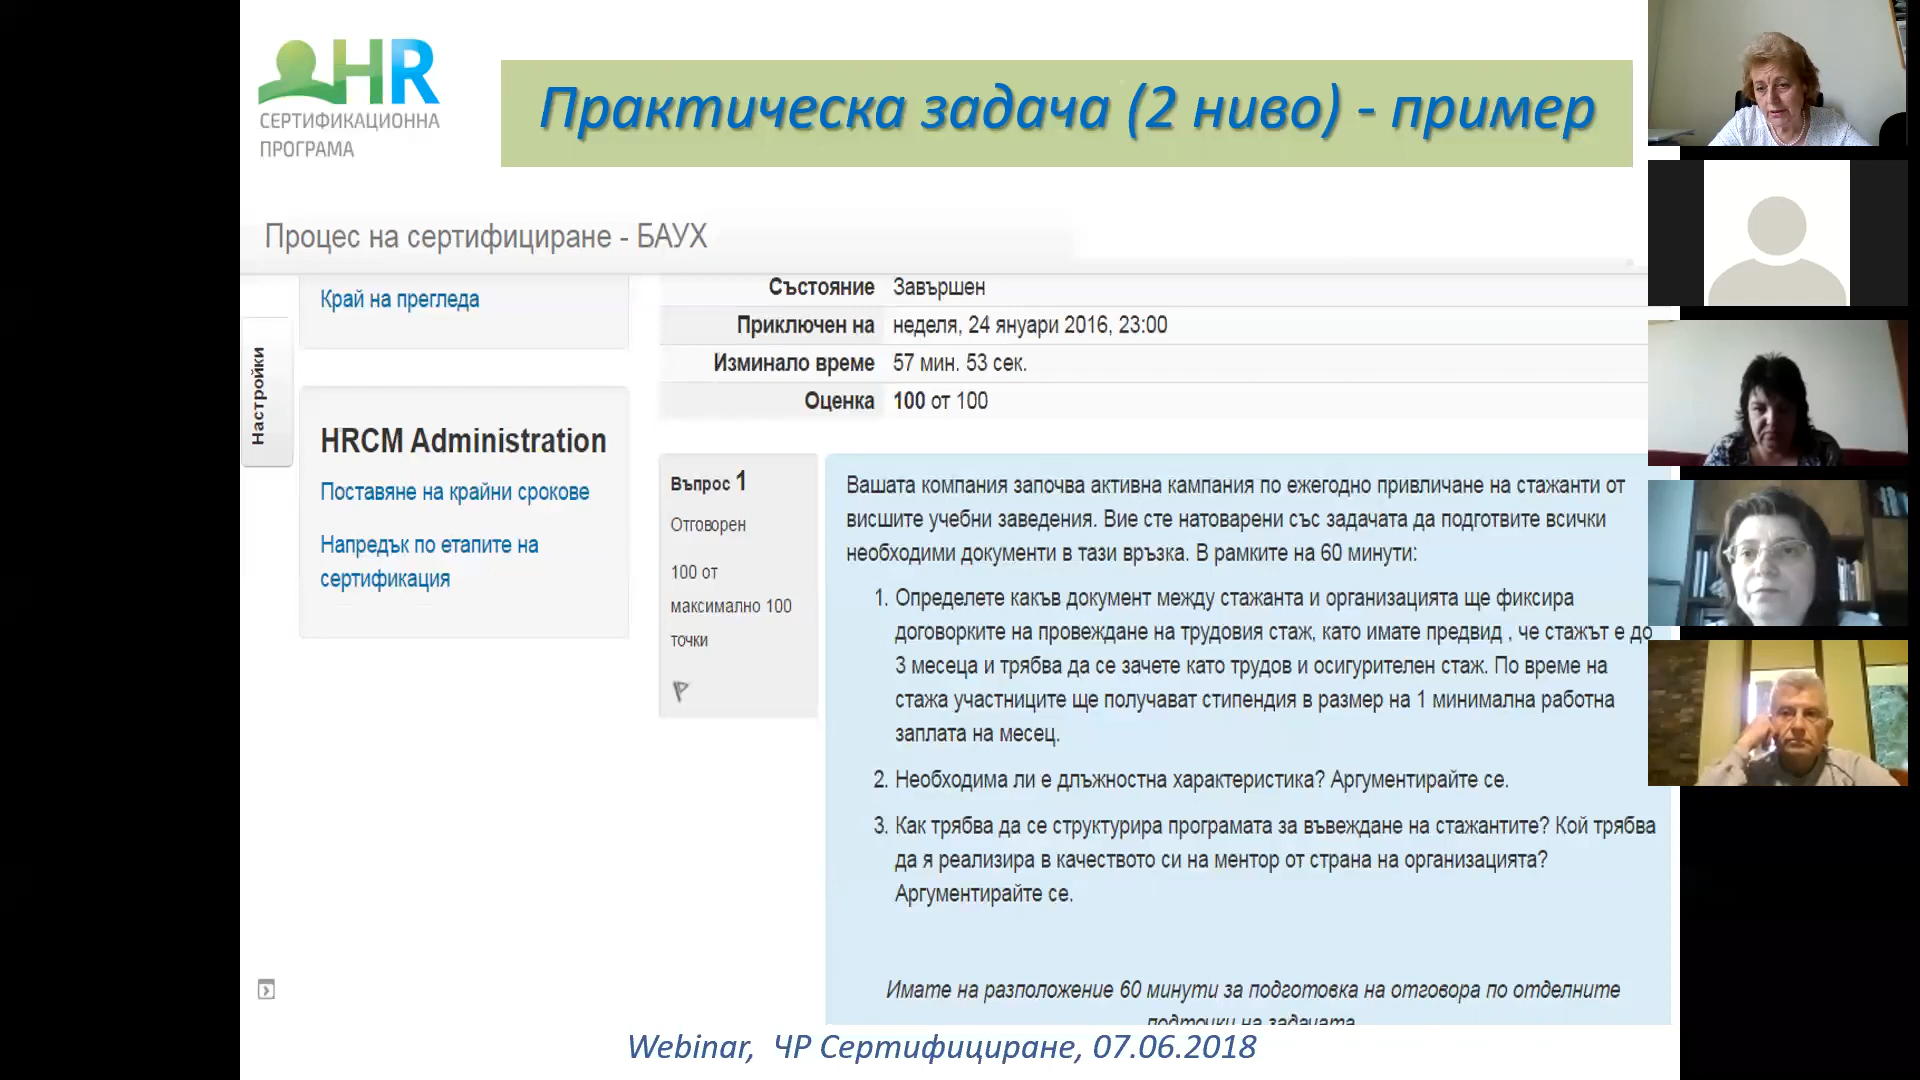 HR
СЕРТИФИКАЦИОННА
ПРОГРАМА
Практическа задача (2 ниво) - пример
Процес на сертифициране - БАУХ
Край на прегледа
Настройки
HRCM Administration
Поставяне на крайни срокове
Напредък по етапите на
сертификация
Състояние Завършен
Приключен на неделя, 24 януари 2016, 23:00
Изминало време 57 мин. 53 сек.
Оценка 100 от 100
Въпрос 1
Отговорен
100 от
максимално 100
точки
Вашата компания започва активна кампания по ежегодно привличане на стажанти от
висшите учебни заведения. Вие сте натоварени със задачата да подготвите всички
необходими документи в тази връзка. В рамките на 60 минути:
1. Определете какъв документ между стажанта и организацията ще фиксира
договорките на провеждане на трудовия стаж, като имате предвид , че стажът е до
3 месеца и трябва да се зачете като трудов и осигурителен стаж. По време на
стажа участниците ще получават стипендия в размер на 1 минимална работна
заплата на месец.
2. Необходима ли е длъжностна характеристика? Аргументирайте се.
3. Как трябва да се структурира програмата за въвеждане на стажантите? Кой трябва
да я реализира в качеството си на ментор от страна на организацията?
Аргументирайте се.
Имате на разположение 60 минути за подготовка на отговора по отделните
подточки на задачата
Webinar, ЧР Сертифициране, 07.06.2018